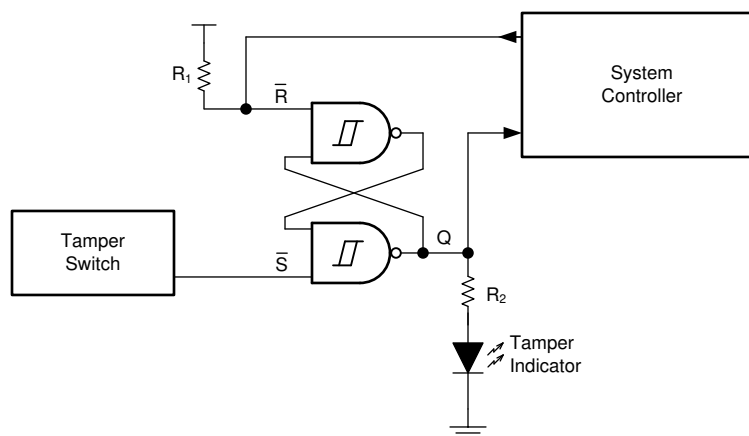 System
Controller
R1
R
Tamper
Switch
S
Q
R2
Tamper
Indicator